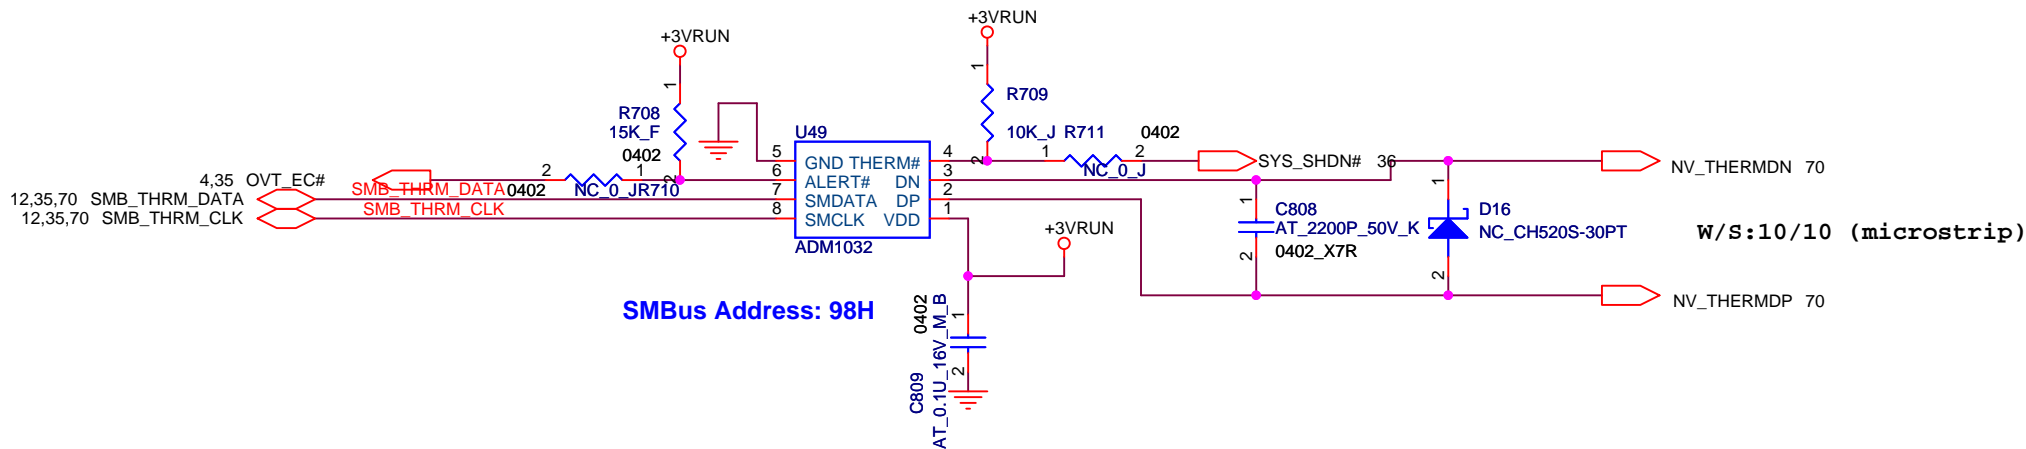 +3VRUN
+3VRUN
1
1
R708
15K_F
0402
2
R709
10K_J
2
R711
0402
1
2
NC_0_J
SYS_SHDN# 36
U49
5 GND THERM# 4
6 ALERT# DN 3
7 SMDATA DP 2
8 SMCLK VDD 1
ADM1032
4,35 OVT_EC#
2
1
0402
NC_0_J
R710
12,35,70 SMB_THRM_DATA
SMB_THRM_DATA
12,35,70 SMB_THRM_CLK
SMB_THRM_CLK
+3VRUN
1
C808
AT_2200P_50V_K
0402_X7R
2
1
D16
NC_CH520S-30PT
2
NV_THERMDN 70
W/S:10/10 (microstrip)
NV_THERMDP 70
SMBus Address: 98H
0402
1
2
C809
AT_0.1U_16V_M_B